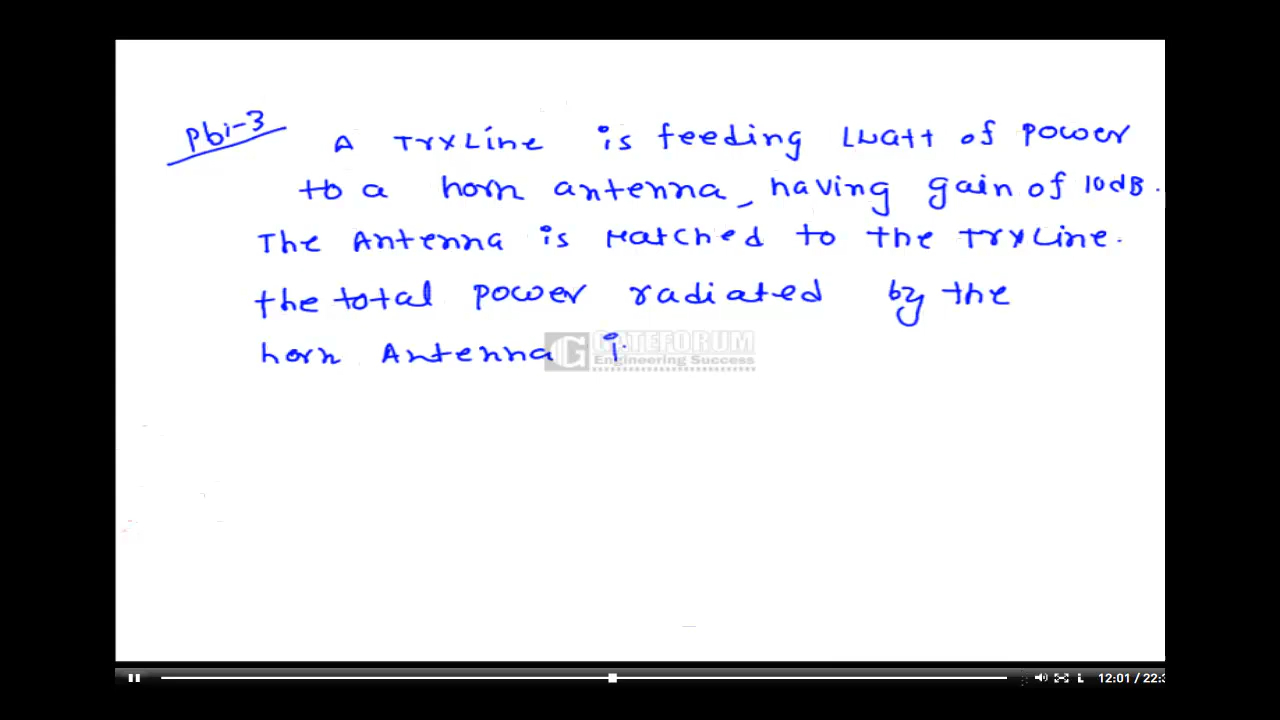 Pbi-3
A TrxLine is feeding 1watt of power
to a horn antenna, having gain of 10dB.
The Antenna is Matched to the TrxLine.
the total power radiated by the
horn Antenna i
G GATEFORUM
Engineering Success
12:01 / 22:3